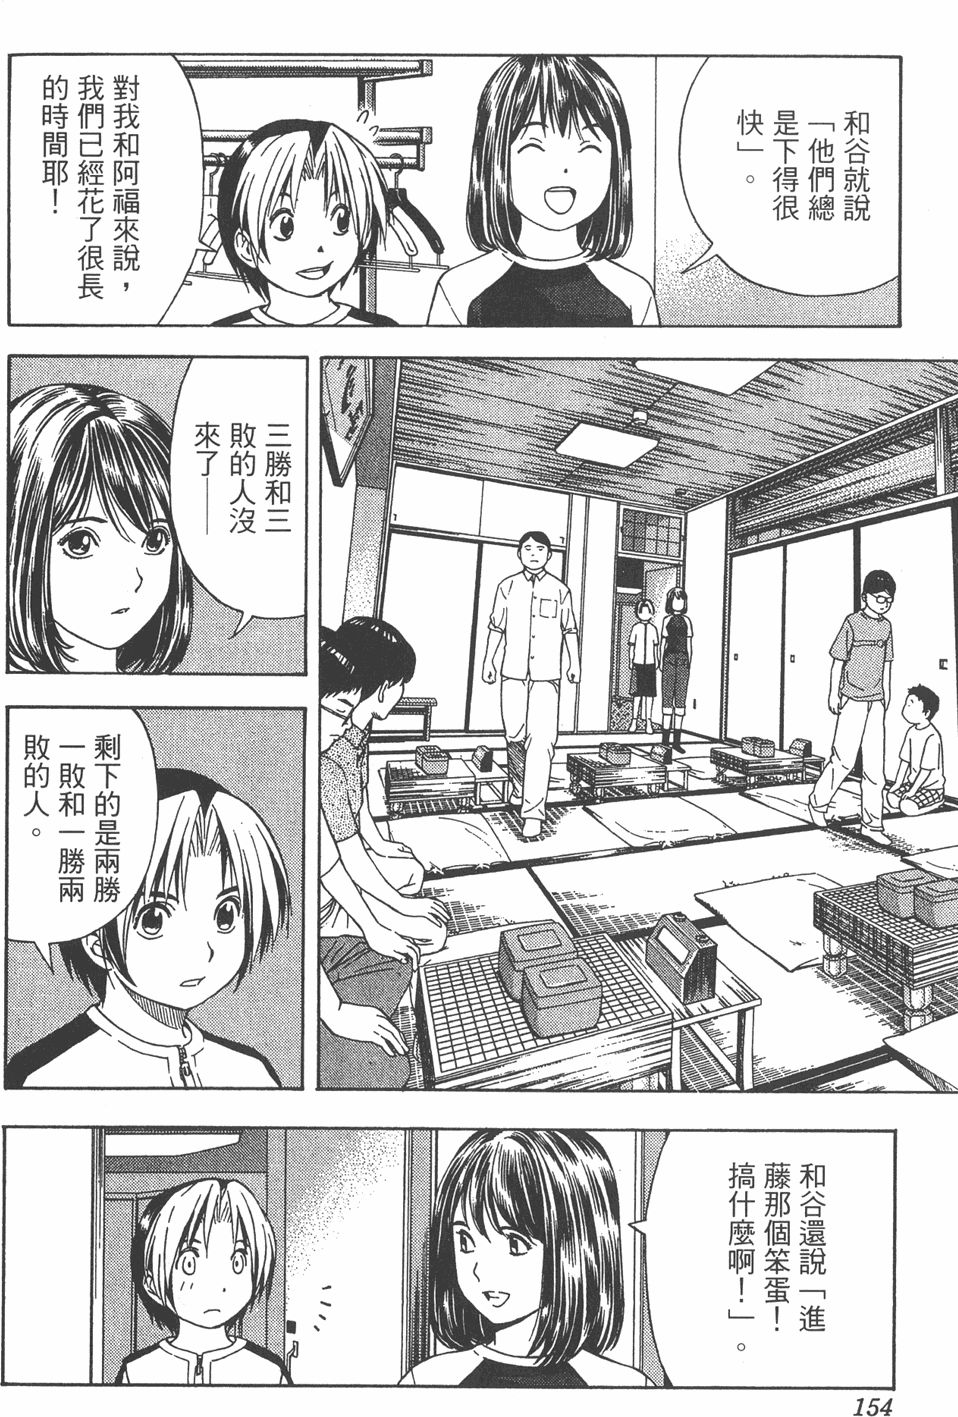 和谷就說
「他們總
是下得很
快」。
對我和阿福來說，
我們已經花了很長
的時間耶！
三勝和三
敗的人沒
來了——
剩下的是兩勝
一敗和一勝兩
敗的人。
和谷還說「進
藤那個笨蛋！
搞什麼啊！」。
154